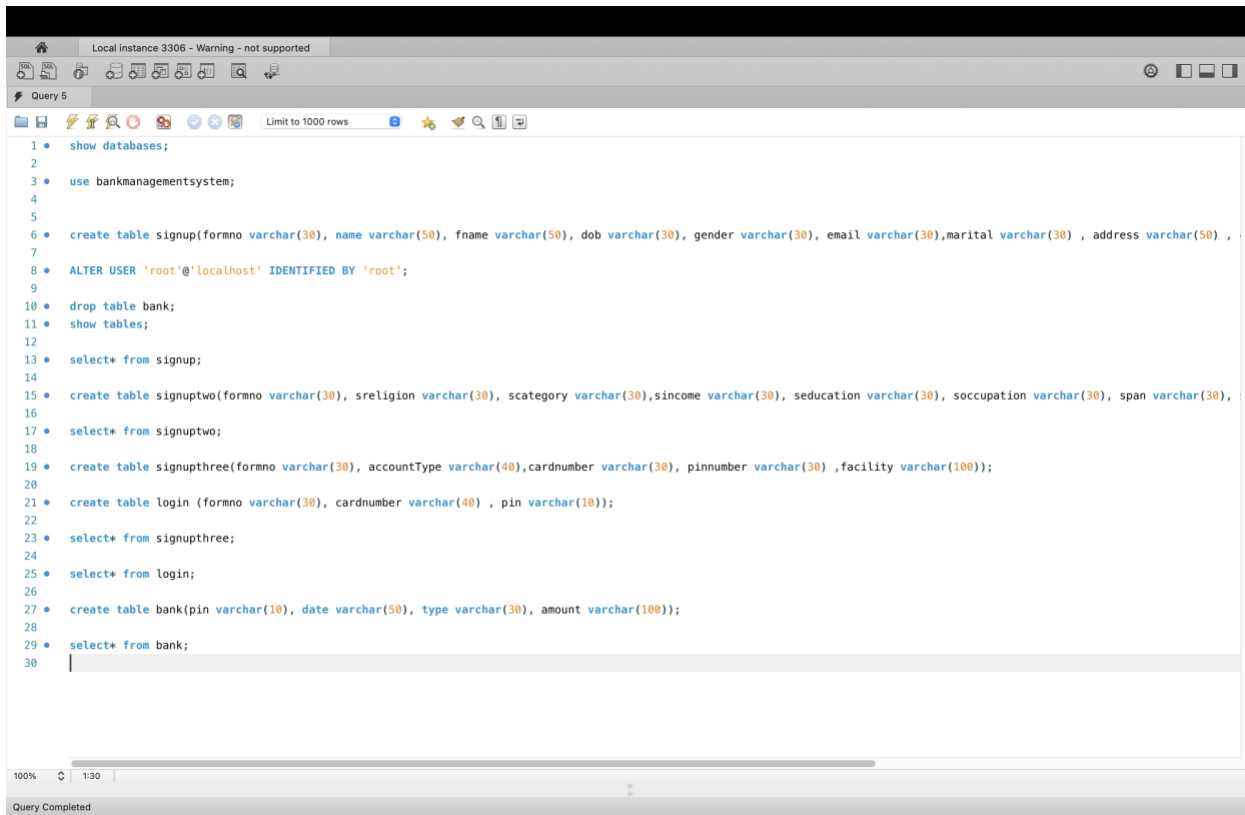 Local instance 3306 - Warning - not supported
Query 5
Limit to 1000 rows
1 show databases;
2
3 use bankmanagementsystem;
4
5
6 create table signup(formno varchar(30), name varchar(50), fname varchar(50), dob varchar(30), gender varchar(30), email varchar(30),marital varchar(30) , address varchar(50) ,
7
8 ALTER USER 'root'@'localhost' IDENTIFIED BY 'root';
9
10 drop table bank;
11 show tables;
12
13 select* from signup;
14
15 create table signuptwo(formno varchar(30), sreligion varchar(30), scategory varchar(30),sincome varchar(30), seducation varchar(30), soccupation varchar(30), span varchar(30),
16
17 select* from signuptwo;
18
19 create table signupthree(formno varchar(30), accountType varchar(40),cardnumber varchar(30), pinnumber varchar(30) ,facility varchar(100));
20
21 create table login (formno varchar(30), cardnumber varchar(40) , pin varchar(10));
22
23 select* from signupthree;
24
25 select* from login;
26
27 create table bank(pin varchar(10), date varchar(50), type varchar(30), amount varchar(100));
28
29 select* from bank;
30
100% 1:30
Query Completed